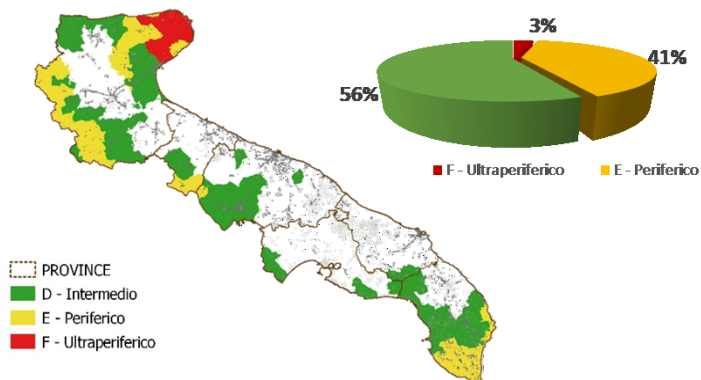 3%
41%
56%
F - Ultraperiferico E - Periferico
PROVINCE
D - Intermedio
E - Periferico
F - Ultraperiferico